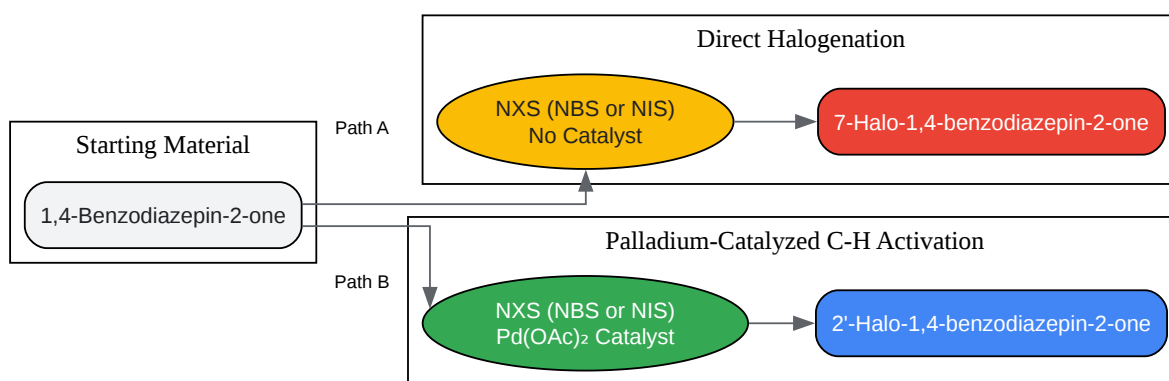 Direct Halogenation
Path A
NXS (NBS or NIS)
No Catalyst
7-Halo-1,4-benzodiazepin-2-one
Starting Material
1,4-Benzodiazepin-2-one
Palladium-Catalyzed C-H Activation
Path B
NXS (NBS or NIS)
Pd(OAc)₂ Catalyst
2'-Halo-1,4-benzodiazepin-2-one